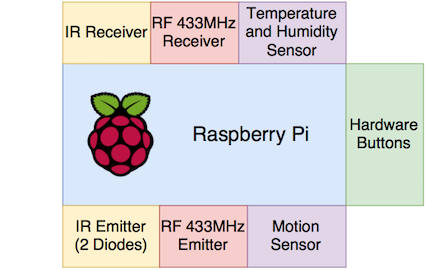 IR Receiver
RF 433MHz
Receiver
Temperature
and Humidity
Sensor
Raspberry Pi
Hardware
Buttons
IR Emitter
(2 Diodes)
RF 433MHz
Emitter
Motion
Sensor